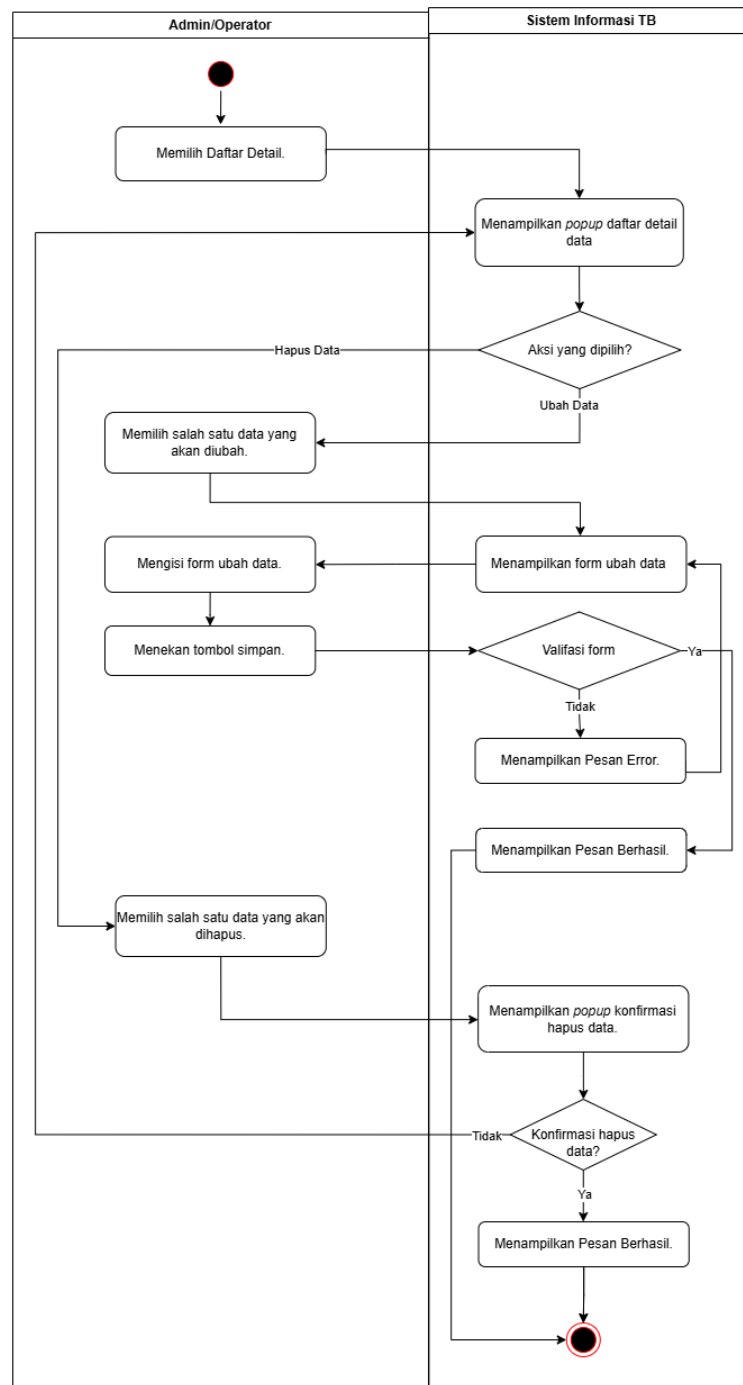 Admin/Operator
Sistem Informasi TB
Memilih Daftar Detail.
Menampilkan popup daftar detail
data
Hapus Data
Aksi yang dipilih?
Ubah Data
Memilih salah satu data yang
akan diubah.
Mengisi form ubah data.
Menampilkan form ubah data
Menekan tombol simpan.
Valifasi form
Ya
Tidak
Menampilkan Pesan Error.
Menampilkan Pesan Berhasil.
Memilih salah satu data yang akan
dihapus.
Menampilkan popup konfirmasi
hapus data.
Tidak
Konfirmasi hapus
data?
Ya
Menampilkan Pesan Berhasil.